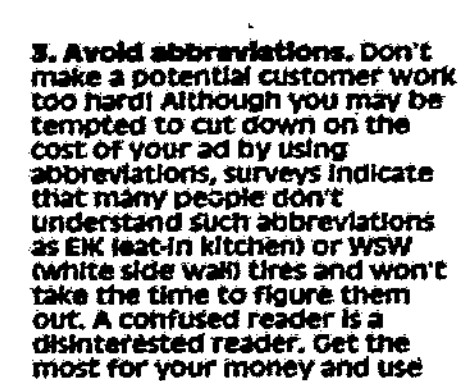 3. Avoid abbreviations. Don't
make a potential customer work
too hard! Although you may be
tempted to cut down on the
cost of your ad by using
abbreviations, surveys indicate
that many people don't
understand such abbreviations
as EIK (eat-in kitchen) or WSW
(white side wall) tires and won't
take the time to figure them
out. A confused reader is a
disinterested reader. Get the
most for your money and use